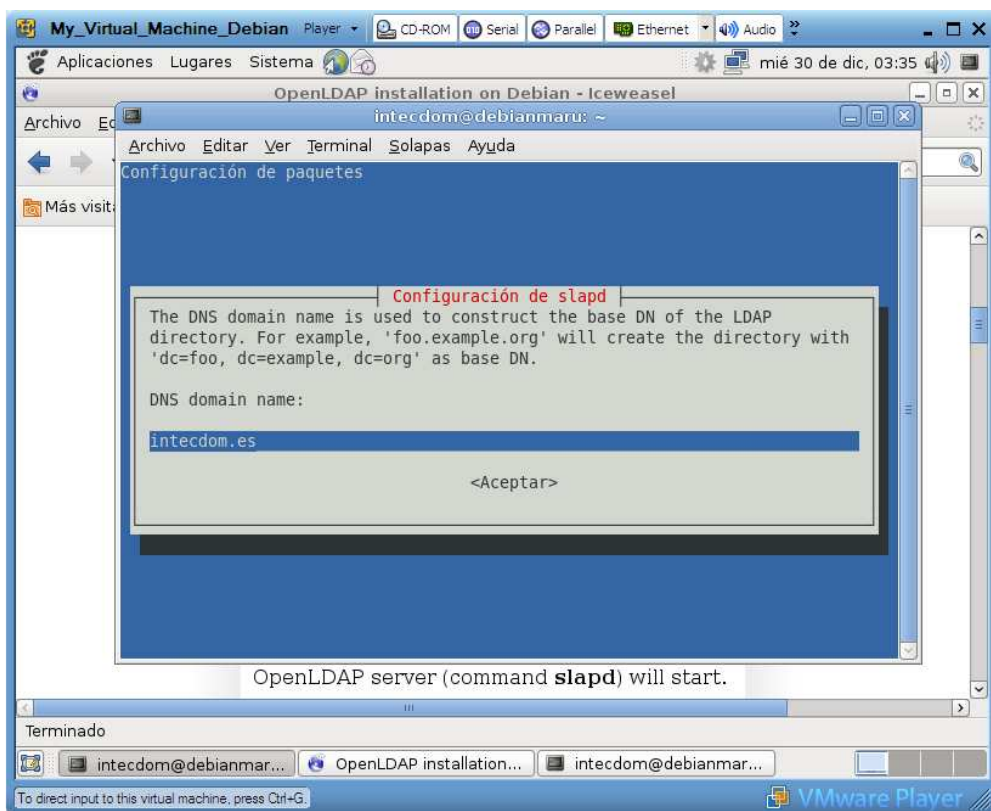 My_Virtual_Machine_Debian Player CD-ROM Serial Parallel Ethernet Audio
Aplicaciones Lugares Sistema mié 30 de dic, 03:35
OpenLDAP installation on Debian - Iceweasel
Archivo Ed
intecdom@debianmaru: ~
Archivo Editar Ver Terminal Solapas Ayuda
Configuración de paquetes
Más visit
Configuración de slapd
The DNS domain name is used to construct the base DN of the LDAP
directory. For example, 'foo.example.org' will create the directory with
'dc=foo, dc=example, dc=org' as base DN.
DNS domain name:
intecdom.es
<Aceptar>
OpenLDAP server (command slapd) will start.
Terminado
intecdom@debianmar... OpenLDAP installation... intecdom@debianmar...
To direct input to this virtual machine, press Ctrl+G. VMware Player